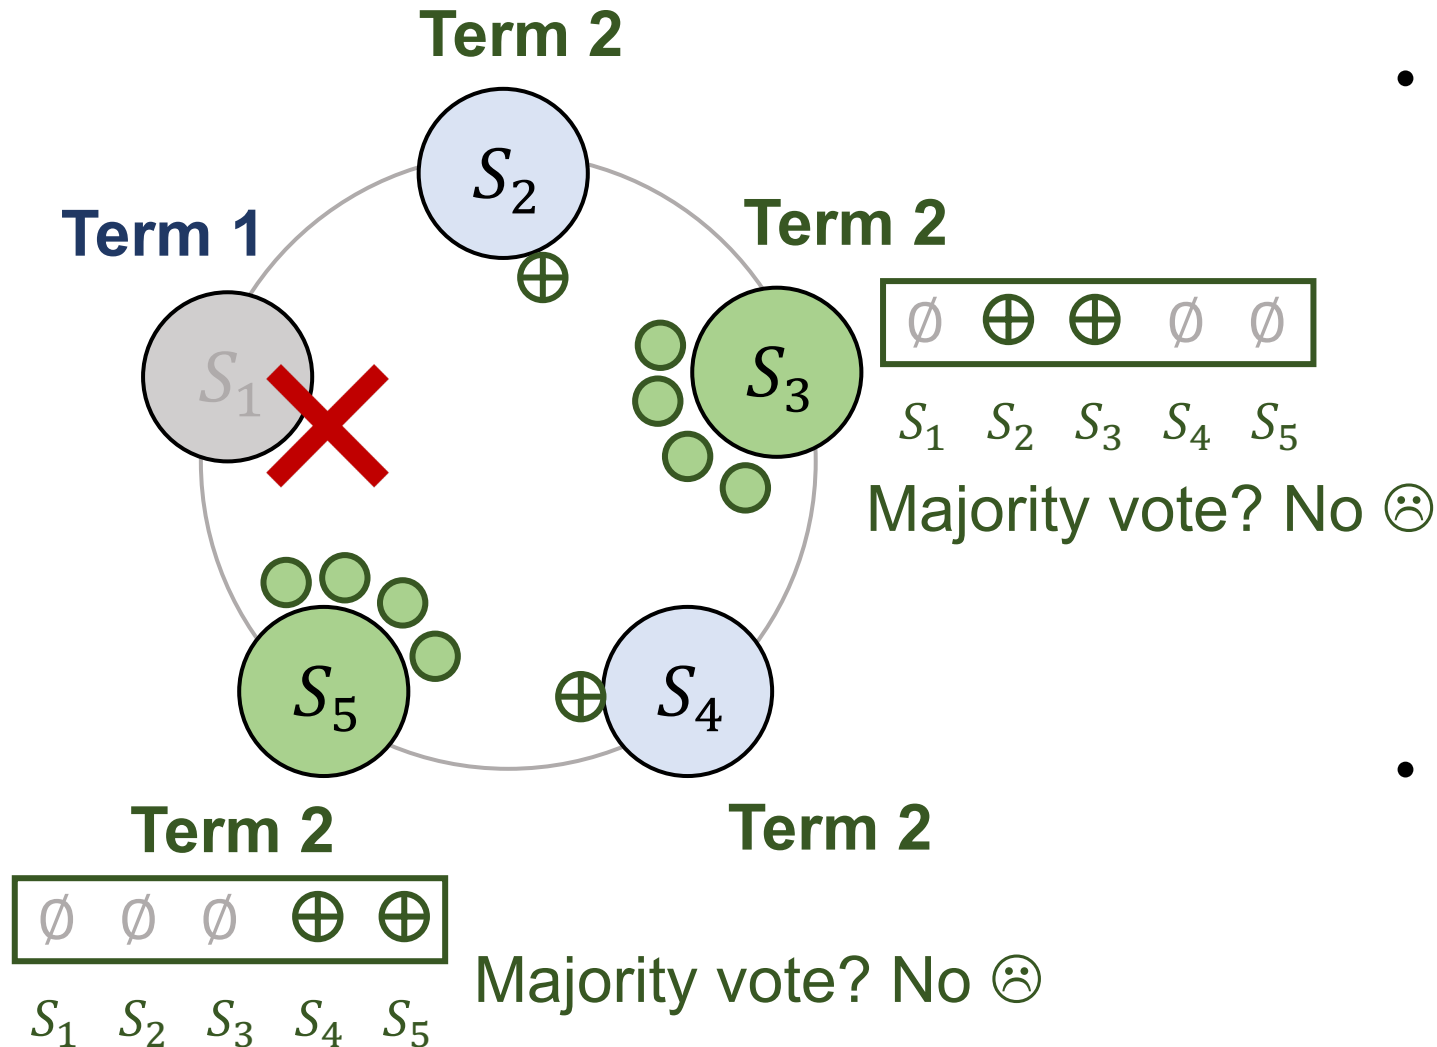 Term 2
•
S₂
Term 1
Term 2
S₁
S₃
∅ ⊕ ⊕ ∅ ∅
S₁ S₂ S₃ S₄ S₅
Majority vote? No ☹
S₅
S₄
•
Term 2
Term 2
∅ ∅ ∅ ⊕ ⊕
Majority vote? No ☹
S₁ S₂ S₃ S₄ S₅